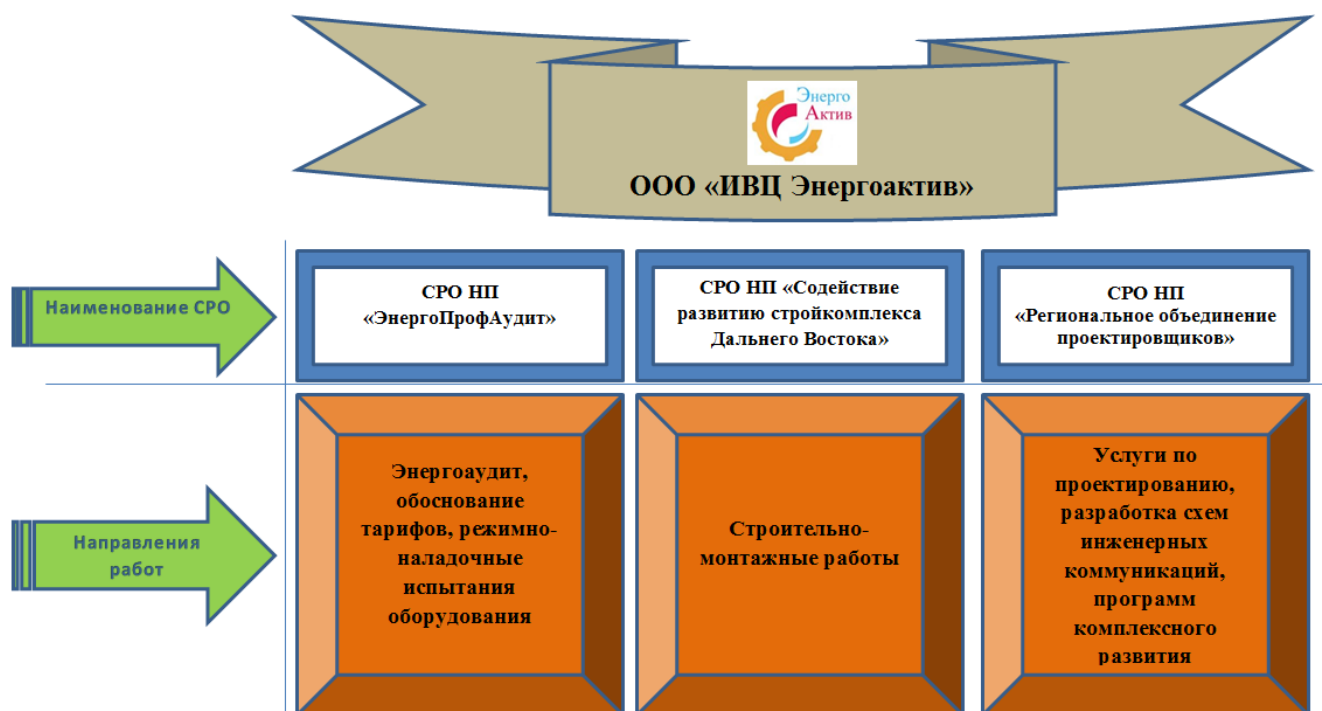 Энерго
Актив
ООО «ИВЦ Энергоактив»
Наименование СРО
СРО НП
«ЭнергоПрофАудит»
СРО НП «Содействие
развитию стройкомплекса
Дальнего Востока»
СРО НП
«Региональное объединение
проектировщиков»
Направления
работ
Энергоаудит,
обоснование
тарифов, режимно-
наладочные
испытания
оборудования
Строительно-
монтажные работы
Услуги по
проектированию,
разработка схем
инженерных
коммуникаций,
программ
комплексного
развития